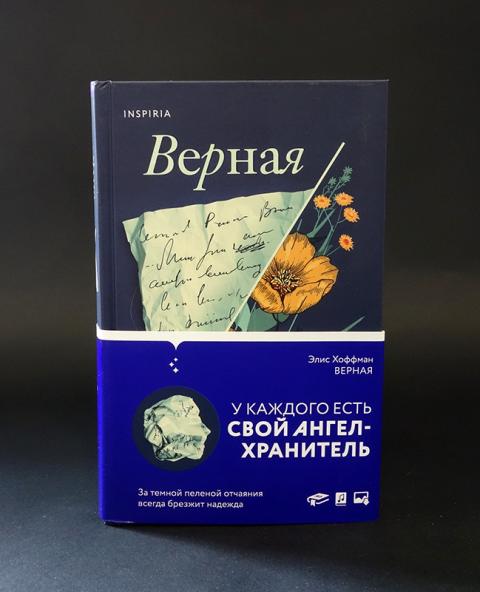 INSPIRIA
Верная
Элис Хоффман
ВЕРНАЯ
У КАЖДОГО ЕСТЬ
СВОЙ АНГЕЛ-
ХРАНИТЕЛЬ
За темной пеленой отчаяния
всегда брезжит надежда